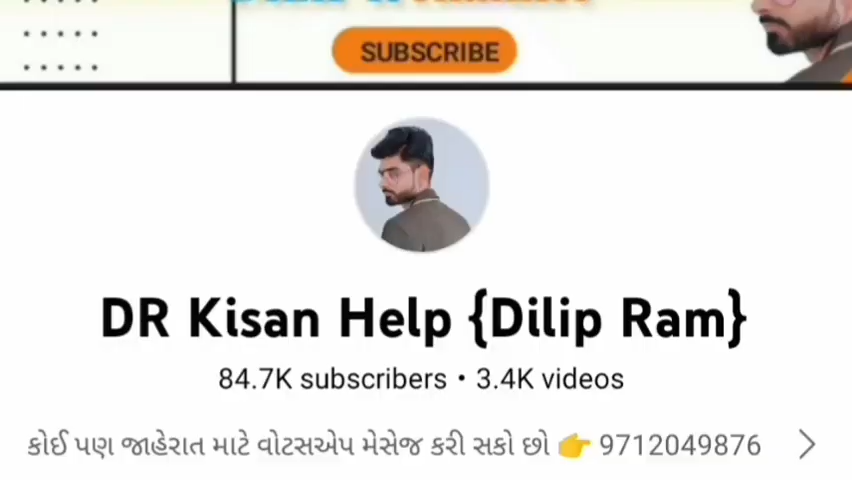 SUBSCRIBE
DR Kisan Help {Dilip Ram}
84.7K subscribers • 3.4K videos
કોઈ પણ જાહેરાત માટે વોટસએપ મેસેજ કરી સકો છો 👉 9712049876